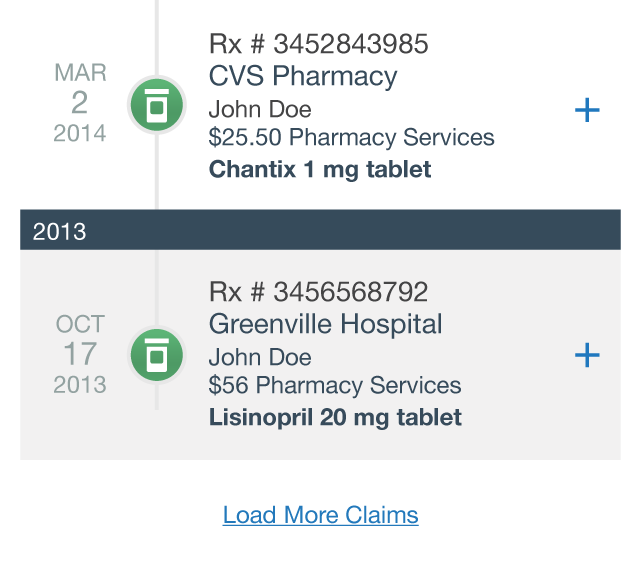 MAR
2
2014
Rx # 3452843985
CVS Pharmacy
John Doe
$25.50 Pharmacy Services
Chantix 1 mg tablet
2013
OCT
17
2013
Rx # 3456568792
Greenville Hospital
John Doe
$56 Pharmacy Services
Lisinopril 20 mg tablet
Load More Claims